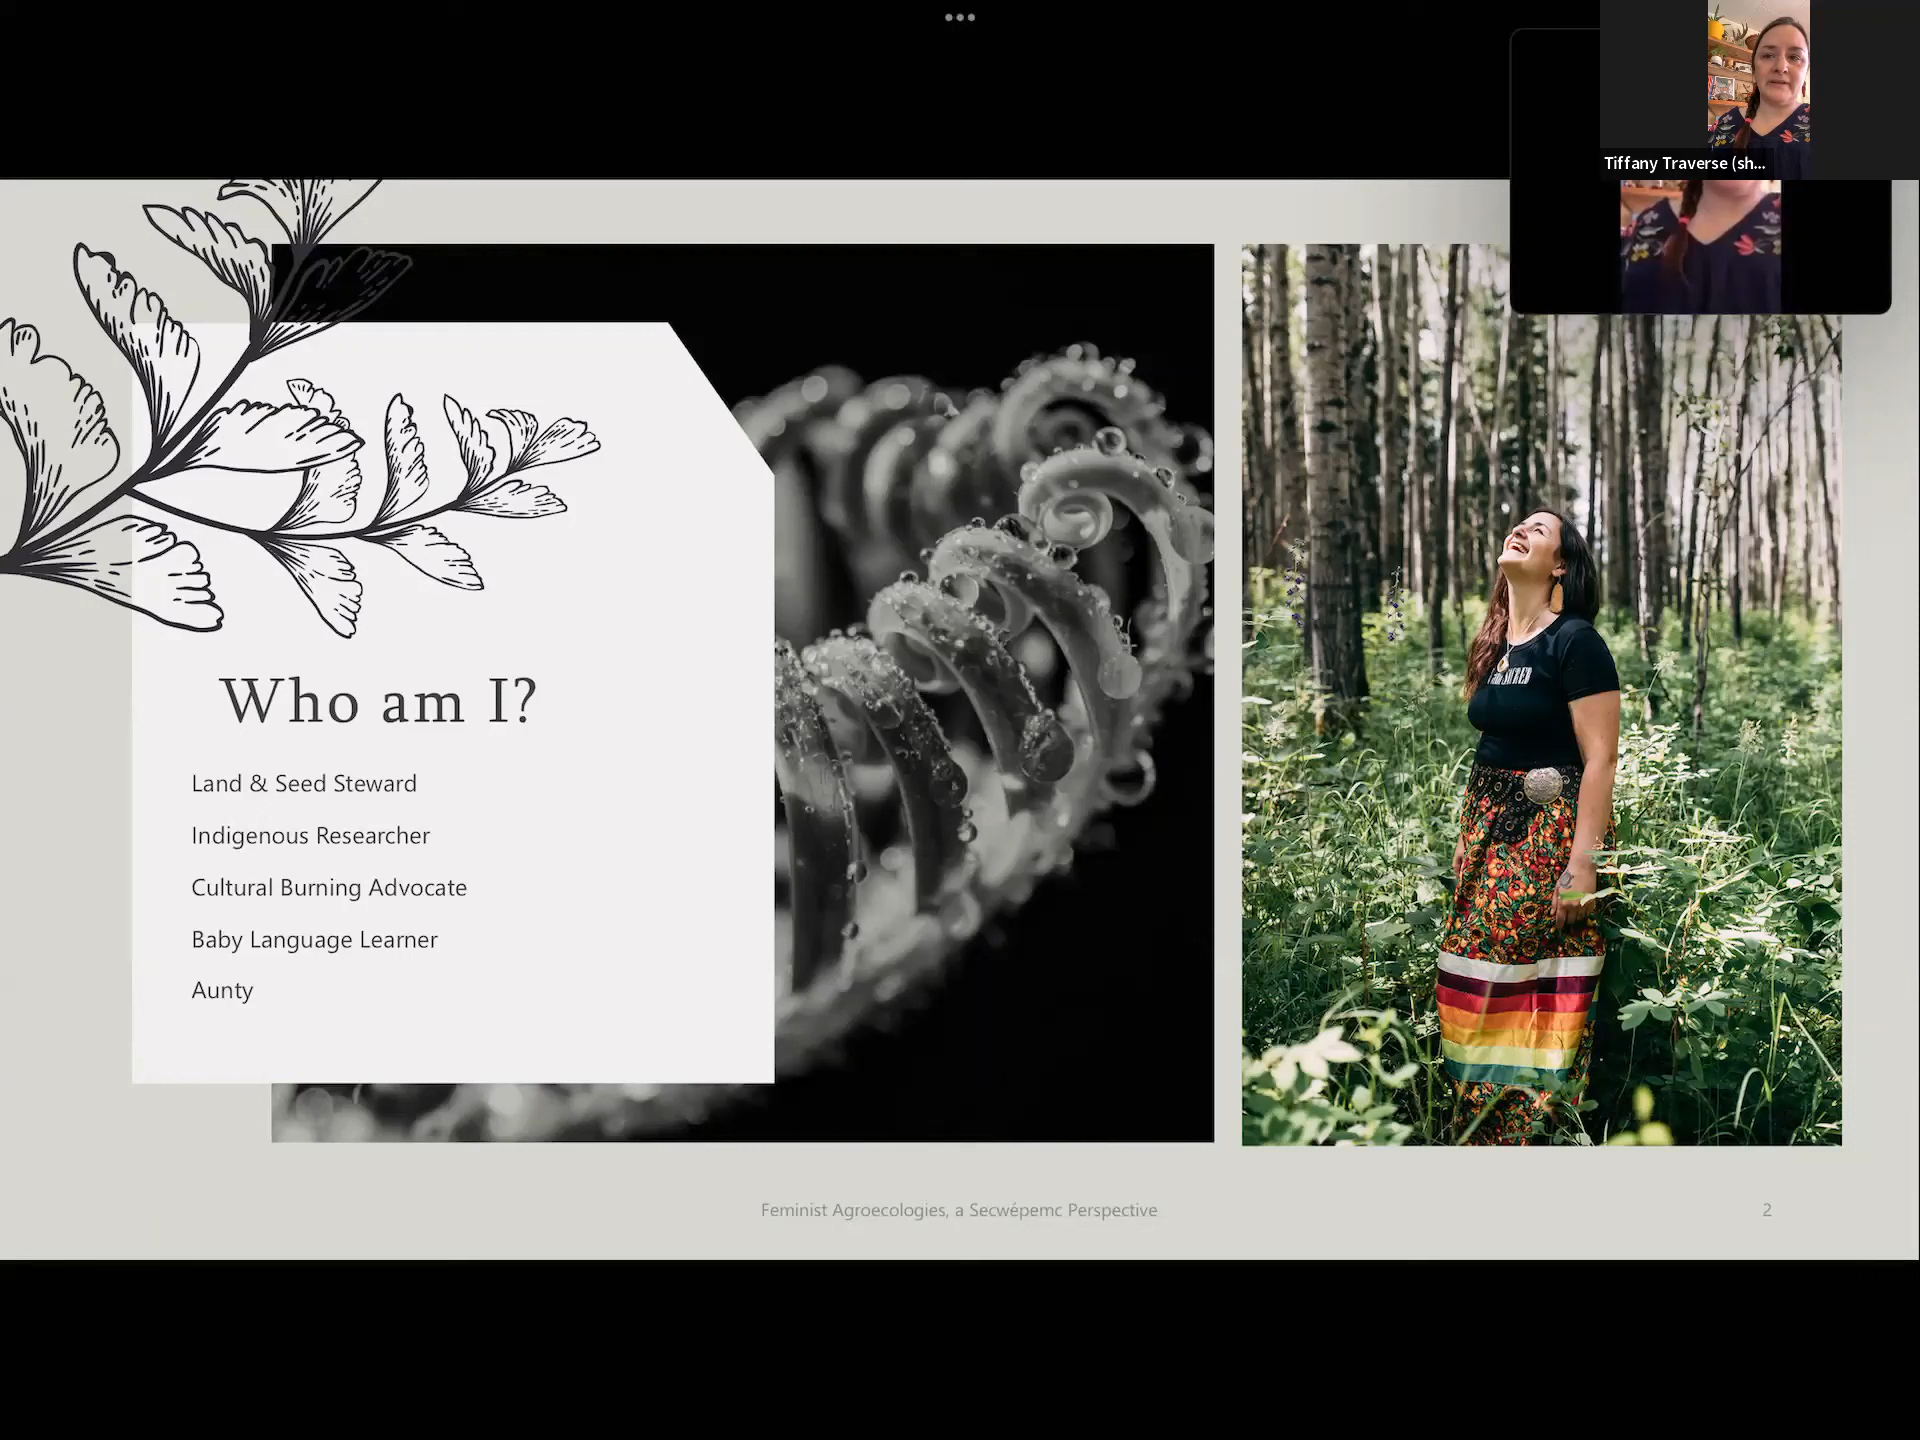 Tiffany Traverse (sh...
Who am I?
Land & Seed Steward
Indigenous Researcher
Cultural Burning Advocate
Baby Language Learner
Aunty
Feminist Agroecologies, a Secwépemc Perspective
2